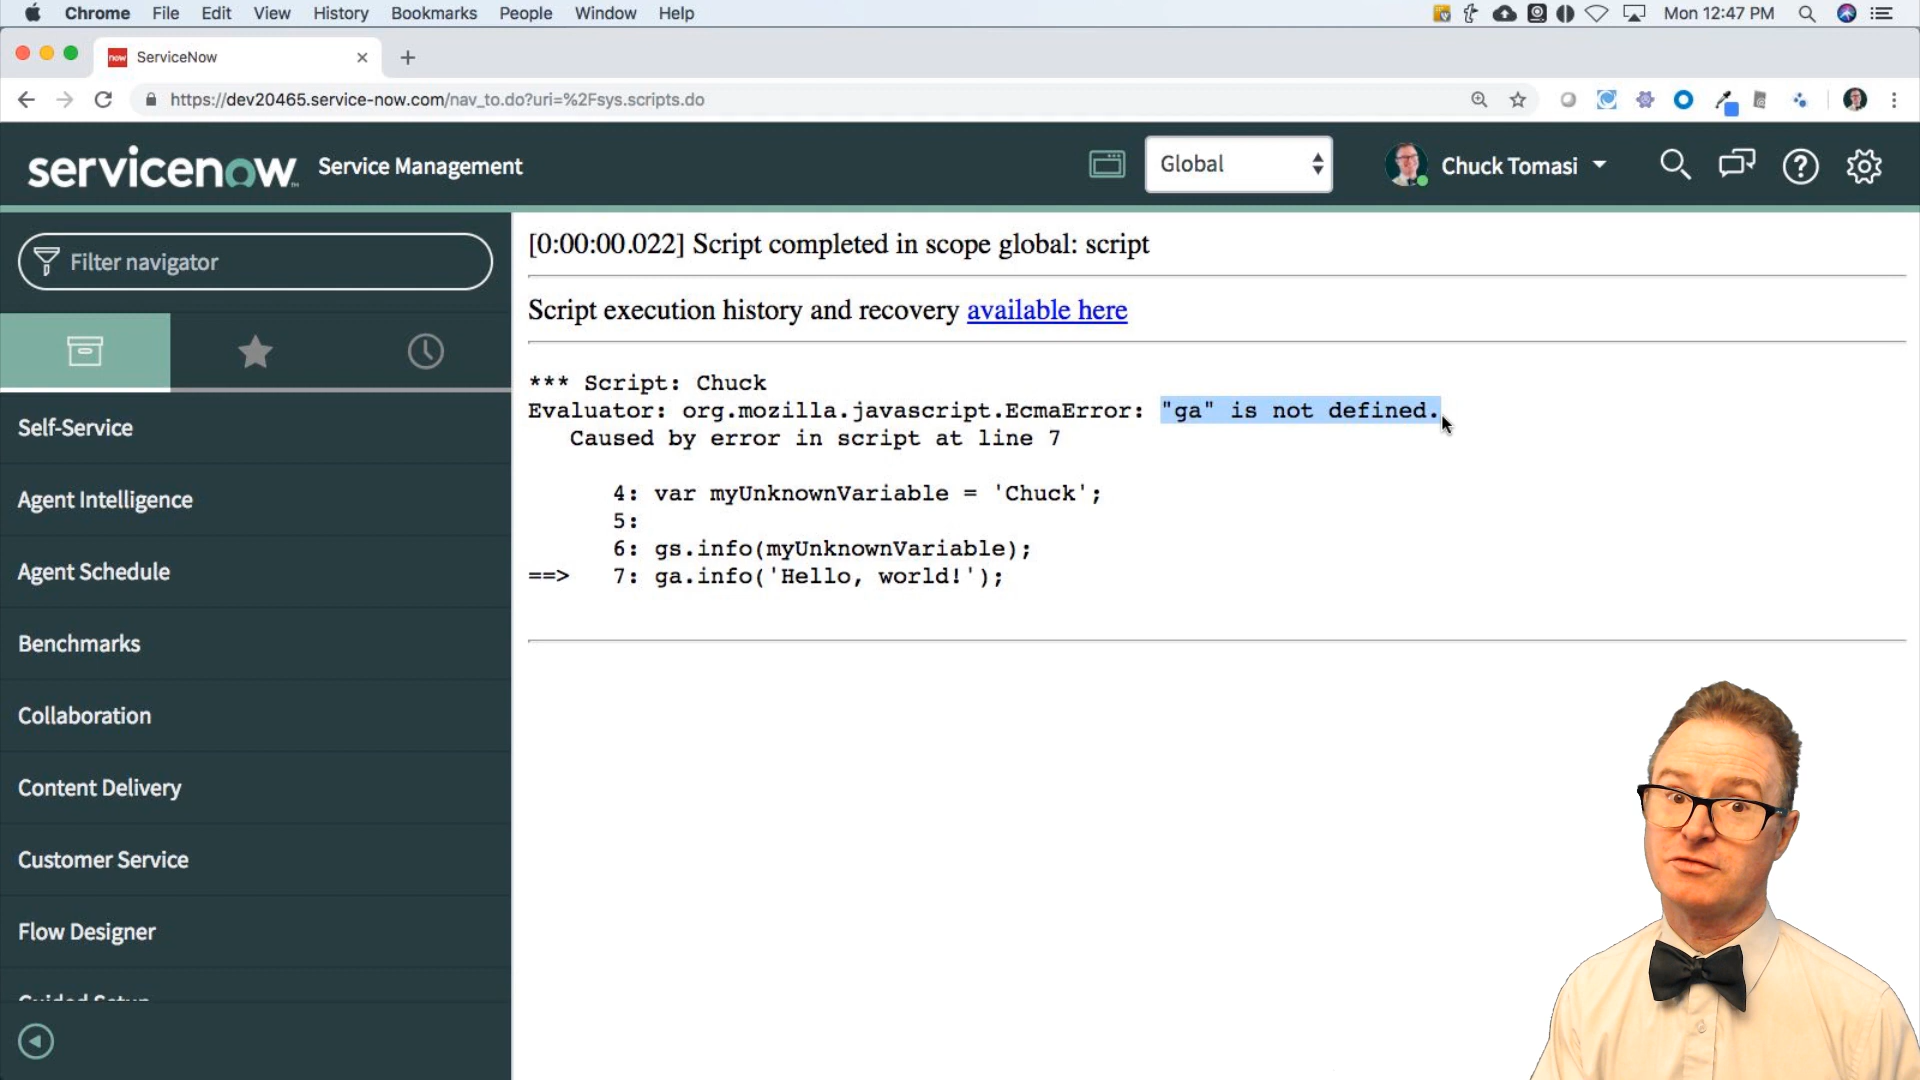 Chrome File Edit View History Bookmarks People Window Help Mon 12:47 PM
now ServiceNow
https://dev20465.service-now.com/nav_to.do?uri=%2Fsys.scripts.do
servicenow Service Management Global Chuck Tomasi
Filter navigator
Self-Service
Agent Intelligence
Agent Schedule
Benchmarks
Collaboration
Content Delivery
Customer Service
Flow Designer
Guided Setup
[0:00:00.022] Script completed in scope global: script
Script execution history and recovery available here
*** Script: Chuck
Evaluator: org.mozilla.javascript.EcmaError: "ga" is not defined.
Caused by error in script at line 7
4: var myUnknownVariable = 'Chuck';
5:
6: gs.info(myUnknownVariable);
==> 7: ga.info('Hello, world!');